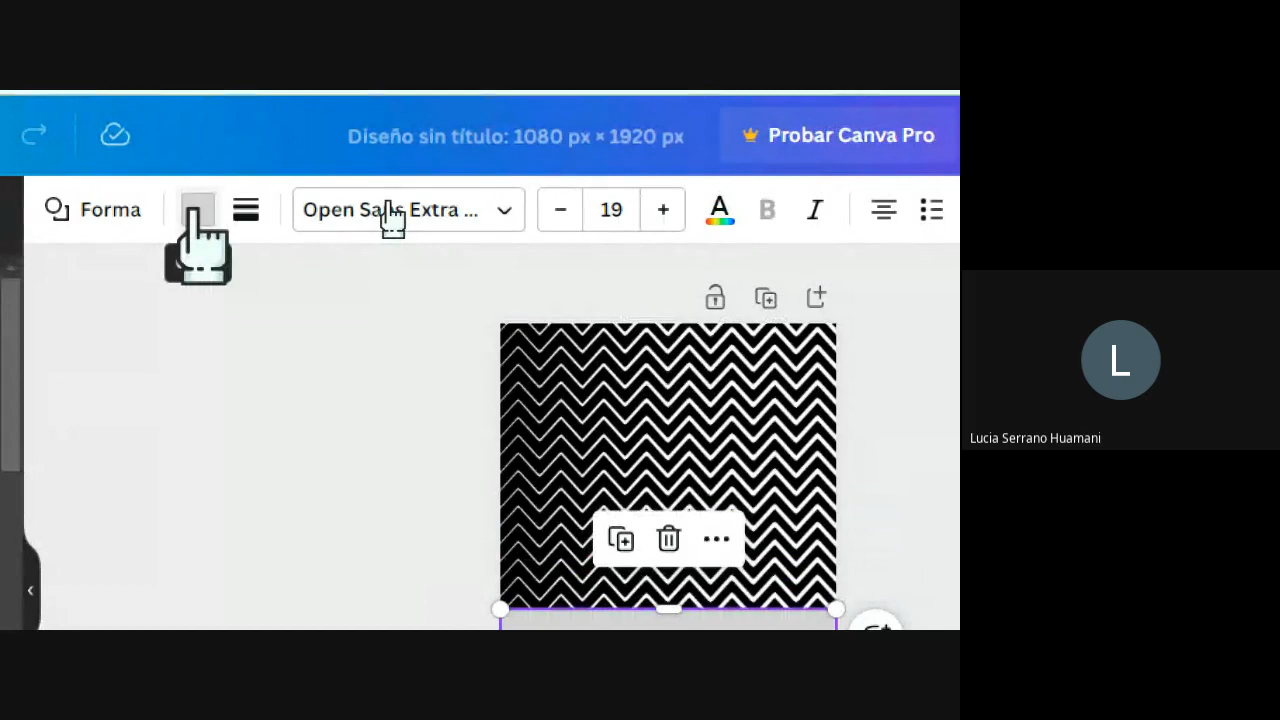 Diseño sin título: 1080 px × 1920 px
Probar Canva Pro
Forma
Open Sans Extra ...
19
A
B
I
L
Lucia Serrano Huamani